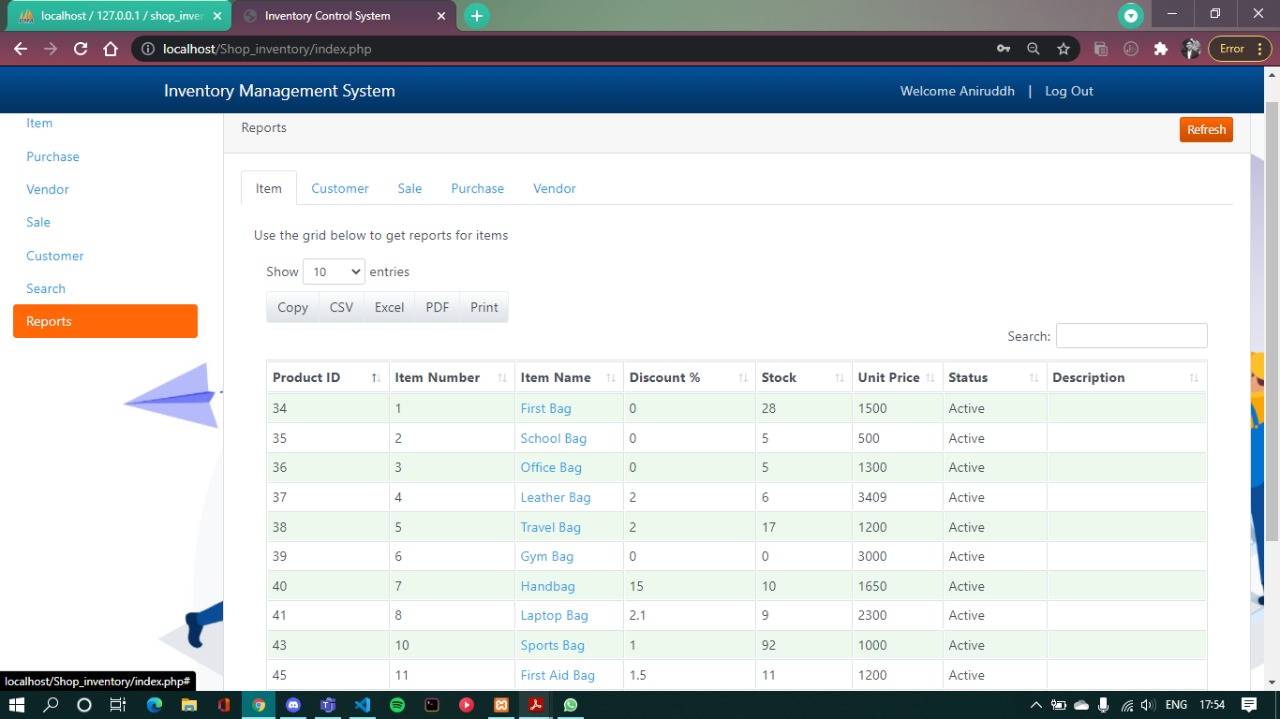 localhost / 127.0.0.1 / shop_inver
Inventory Control System
localhost/Shop_inventory/index.php
Error
Inventory Management System
Welcome Aniruddh | Log Out
Item
Purchase
Vendor
Sale
Customer
Search
Reports
Reports
Refresh
Item Customer Sale Purchase Vendor
Use the grid below to get reports for items
Show 10 entries
Copy CSV Excel PDF Print
Search:
Product ID Item Number Item Name Discount % Stock Unit Price Status Description
34 1 First Bag 0 28 1500 Active
35 2 School Bag 0 5 500 Active
36 3 Office Bag 0 5 1300 Active
37 4 Leather Bag 2 6 3409 Active
38 5 Travel Bag 2 17 1200 Active
39 6 Gym Bag 0 0 3000 Active
40 7 Handbag 15 10 1650 Active
41 8 Laptop Bag 2.1 9 2300 Active
43 10 Sports Bag 1 92 1000 Active
45 11 First Aid Bag 1.5 11 1200 Active
localhost/Shop_inventory/index.php#
ENG 17:54